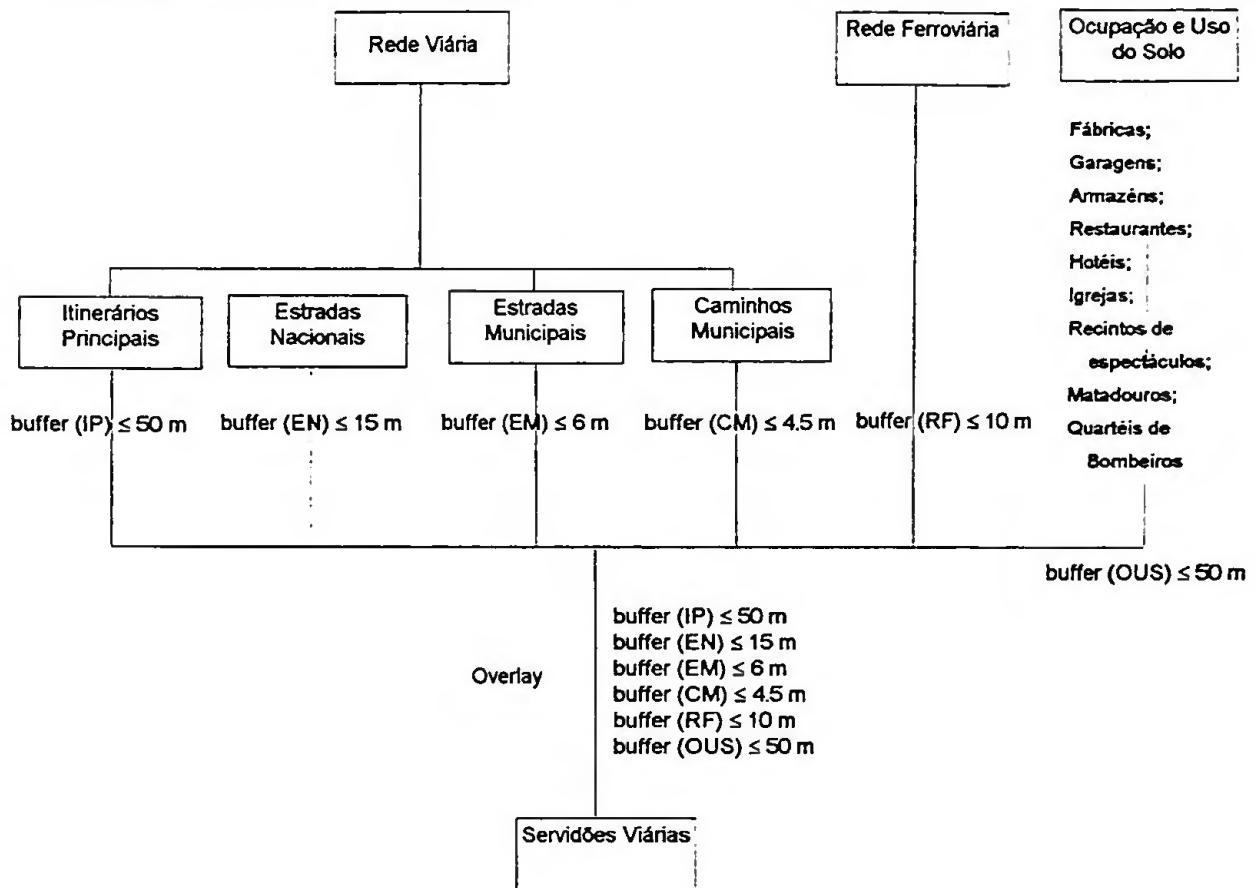 Rede Viária
Rede Ferroviária
Ocupação e Uso
do Solo
Fábricas;
Garagens;
Armazéns;
Restaurantes;
Hotéis;
Igrejas;
Recintos de
espectáculos;
Matadouros;
Quartéis de
Bombeiros
Itinerários
Principais
Estradas
Nacionais
Estradas
Municipais
Caminhos
Municipais
buffer (IP) ≤ 50 m
buffer (EN) ≤ 15 m
buffer (EM) ≤ 6 m
buffer (CM) ≤ 4.5 m
buffer (RF) ≤ 10 m
buffer (OUS) ≤ 50 m
Overlay
buffer (IP) ≤ 50 m
buffer (EN) ≤ 15 m
buffer (EM) ≤ 6 m
buffer (CM) ≤ 4.5 m
buffer (RF) ≤ 10 m
buffer (OUS) ≤ 50 m
Servidões Viárias